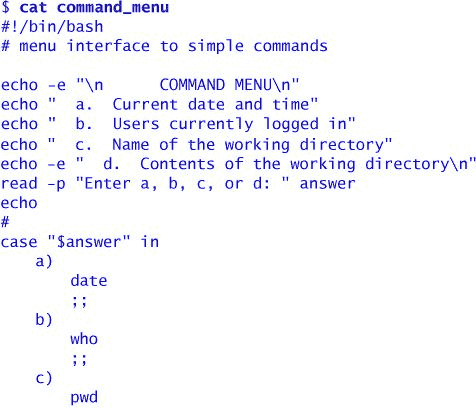 $ cat command_menu
#!/bin/bash
# menu interface to simple commands

echo -e "\n      COMMAND MENU\n"
echo "  a.  Current date and time"
echo "  b.  Users currently logged in"
echo "  c.  Name of the working directory"
echo -e "  d.  Contents of the working directory\n"
read -p "Enter a, b, c, or d: " answer
echo
#
case "$answer" in
    a)
        date
        ;;
    b)
        who
        ;;
    c)
        pwd